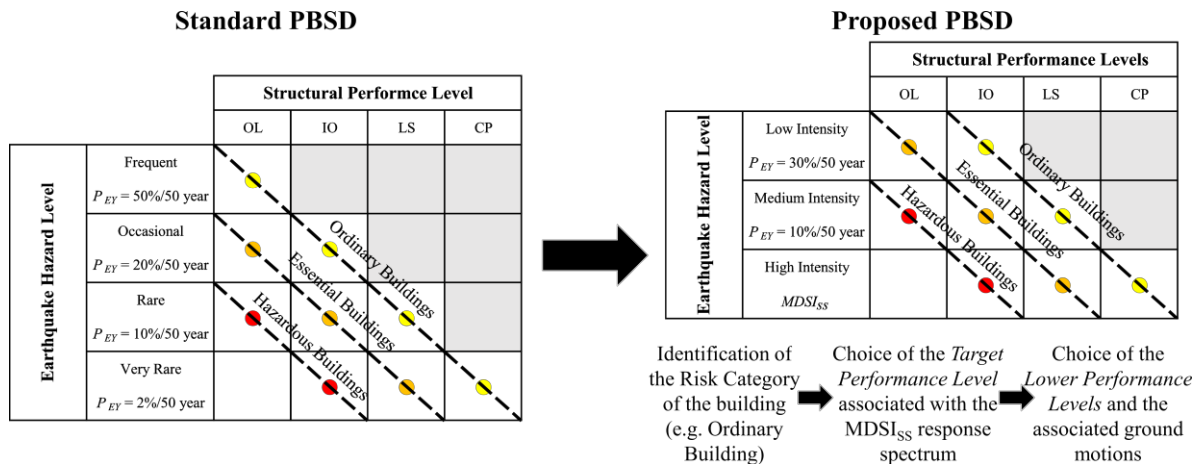 Standard PBSD
Structural Performce Level
OL IO LS CP
Earthquake Hazard Level
Frequent
P EY = 50%/50 year
Occasional
P EY = 20%/50 year
Rare
P EY = 10%/50 year
Very Rare
P EY = 2%/50 year
Ordinary Buildings
Essential Buildings
Hazardous Buildings
Proposed PBSD
Structural Performance Levels
OL IO LS CP
Earthquake Hazard Level
Low Intensity
P EY = 30%/50 year
Medium Intensity
P EY = 10%/50 year
High Intensity
MDSISS
Ordinary Buildings
Essential Buildings
Hazardous Buildings
Identification of
the Risk Category
of the building
(e.g. Ordinary
Building)
Choice of the Target
Performance Level
associated with the
MDSISS response
spectrum
Choice of the
Lower Performance
Levels and the
associated ground
motions